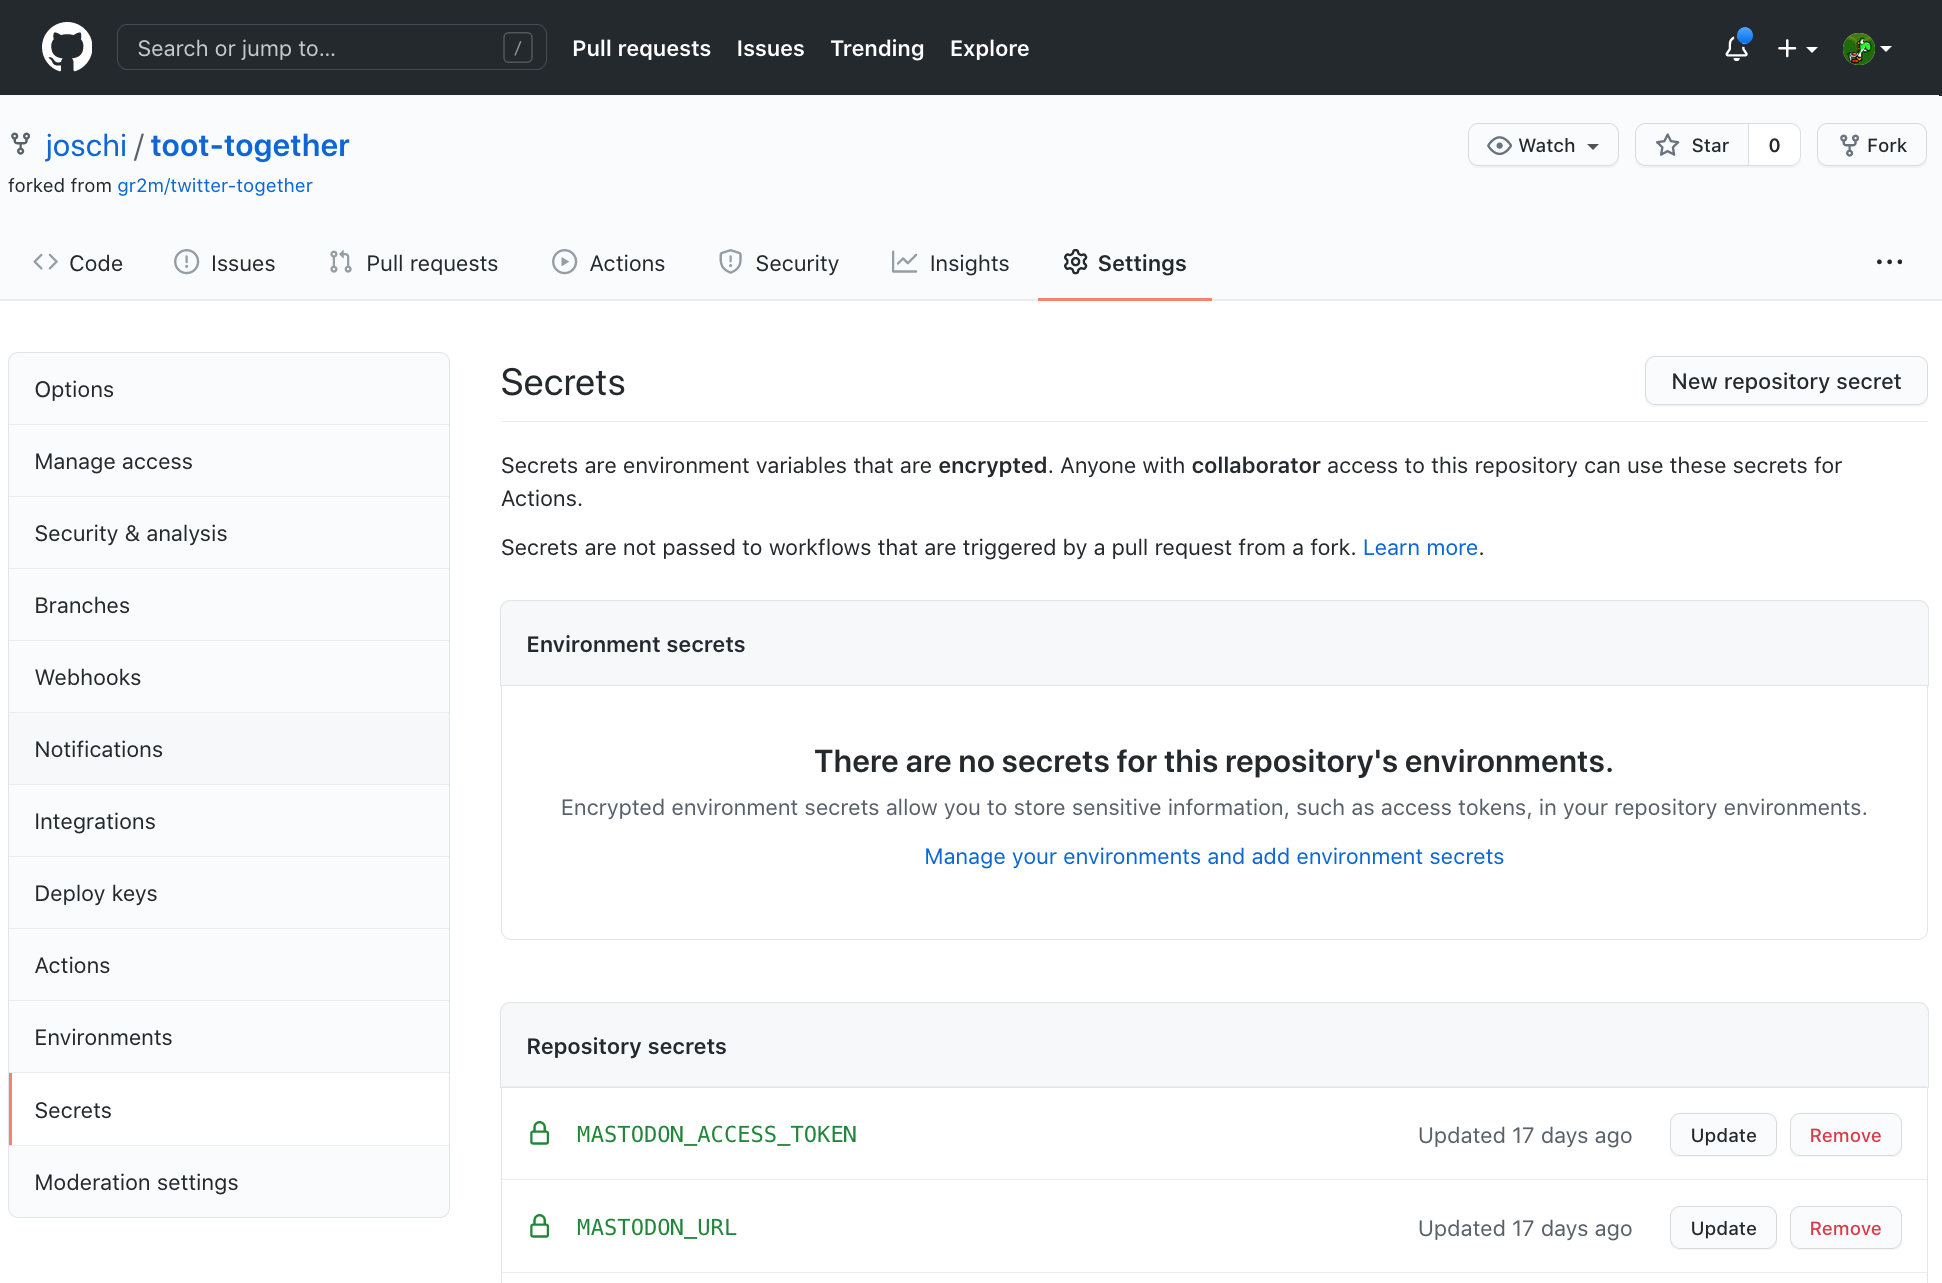 Search or jump to...
/
Pull requests
Issues
Trending
Explore
joschi / toot-together
forked from gr2m/twitter-together
Watch
Star
0
Fork
Code
Issues
Pull requests
Actions
Security
Insights
Settings
Options
Manage access
Security & analysis
Branches
Webhooks
Notifications
Integrations
Deploy keys
Actions
Environments
Secrets
Moderation settings
Secrets
New repository secret
Secrets are environment variables that are encrypted. Anyone with collaborator access to this repository can use these secrets for
Actions.
Secrets are not passed to workflows that are triggered by a pull request from a fork. Learn more.
Environment secrets
There are no secrets for this repository's environments.
Encrypted environment secrets allow you to store sensitive information, such as access tokens, in your repository environments.
Manage your environments and add environment secrets
Repository secrets
MASTODON_ACCESS_TOKEN
Updated 17 days ago
Update
Remove
MASTODON_URL
Updated 17 days ago
Update
Remove